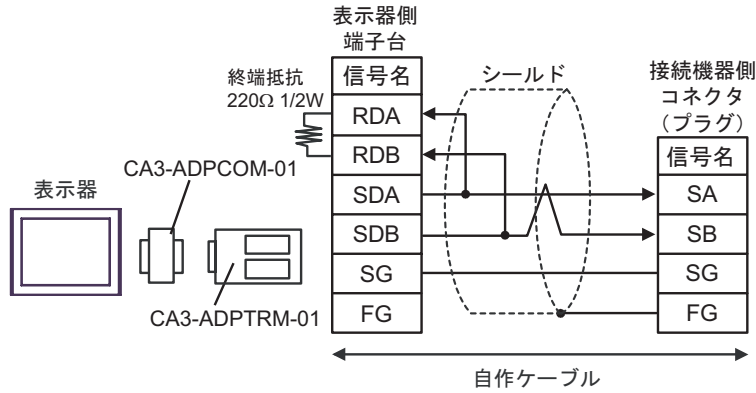 表示器側
端子台
終端抵抗
220Ω 1/2W
信号名
RDA
RDB
SDA
SDB
SG
FG
シールド
接続機器側
コネクタ
（プラグ）
信号名
SA
SB
SG
FG
表示器
CA3-ADPCOM-01
CA3-ADPTRM-01
自作ケーブル